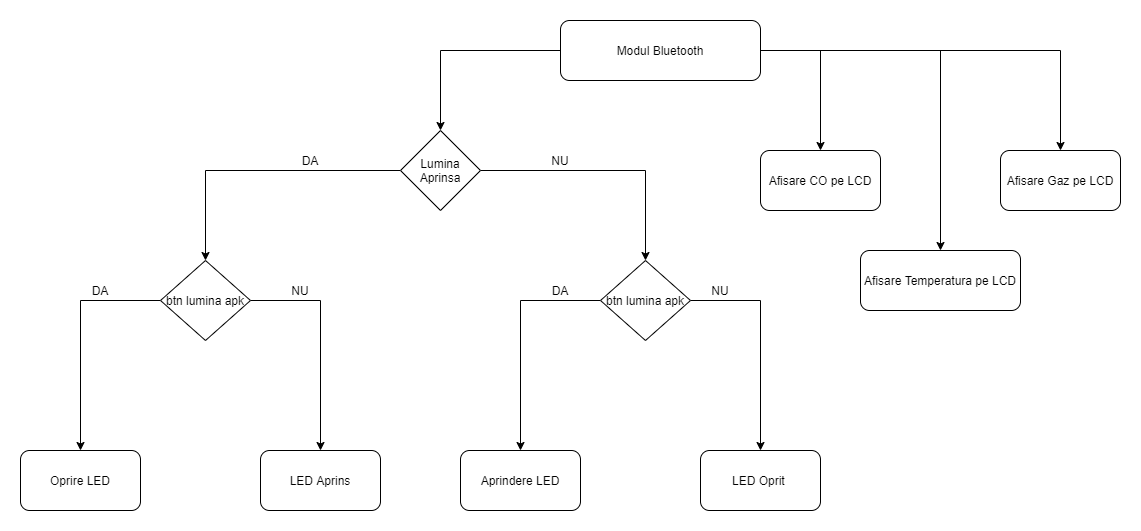 Modul Bluetooth
DA
Lumina
Aprinsa
NU
Afisare CO pe LCD
Afisare Gaz pe LCD
Afisare Temperatura pe LCD
DA
btn lumina apk
NU
DA
btn lumina apk
NU
Oprire LED
LED Aprins
Aprindere LED
LED Oprit